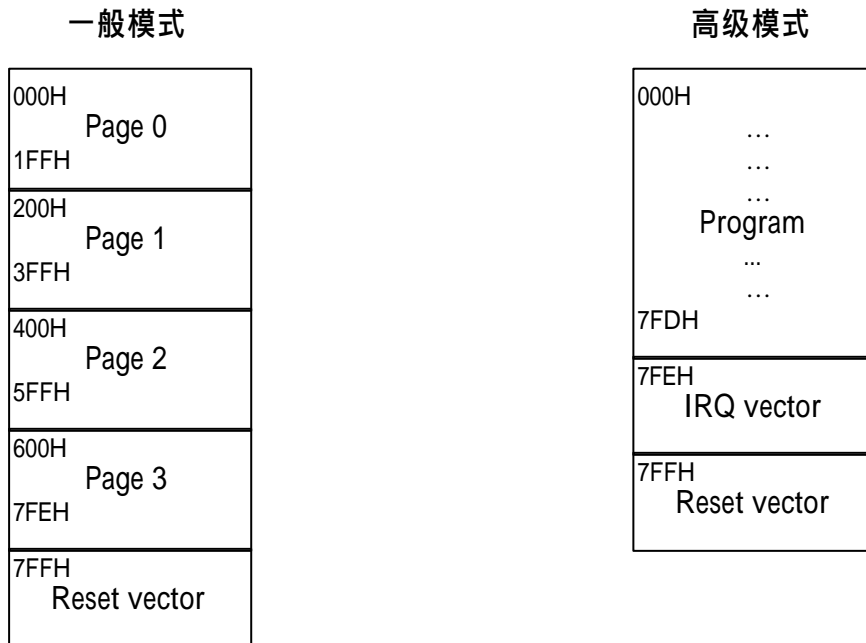 一般模式
000H
Page 0
1FFH
200H
Page 1
3FFH
400H
Page 2
5FFH
600H
Page 3
7FEH
7FFH
Reset vector
高级模式
000H
…
…
…
Program
...
…
7FDH
7FEH
IRQ vector
7FFH
Reset vector